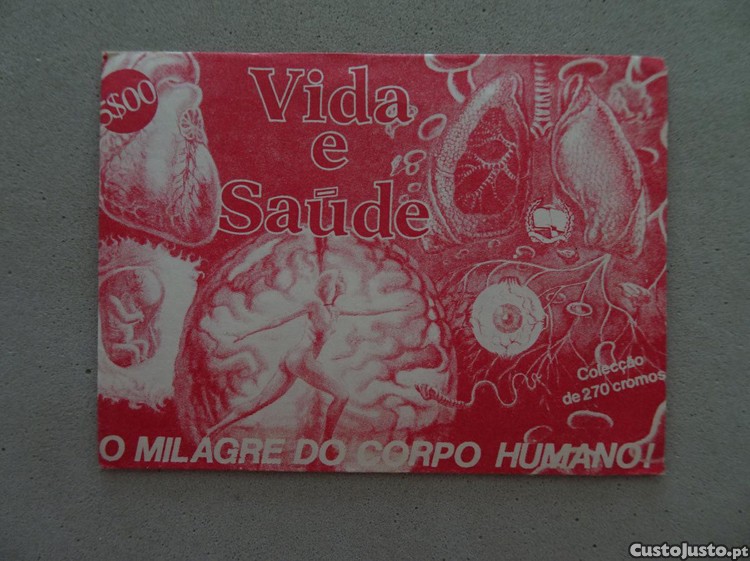 5$00
Vida
e
Saúde
Colecção
de 270 cromos
O MILAGRE DO CORPO HUMANO!
CustoJusto.pt